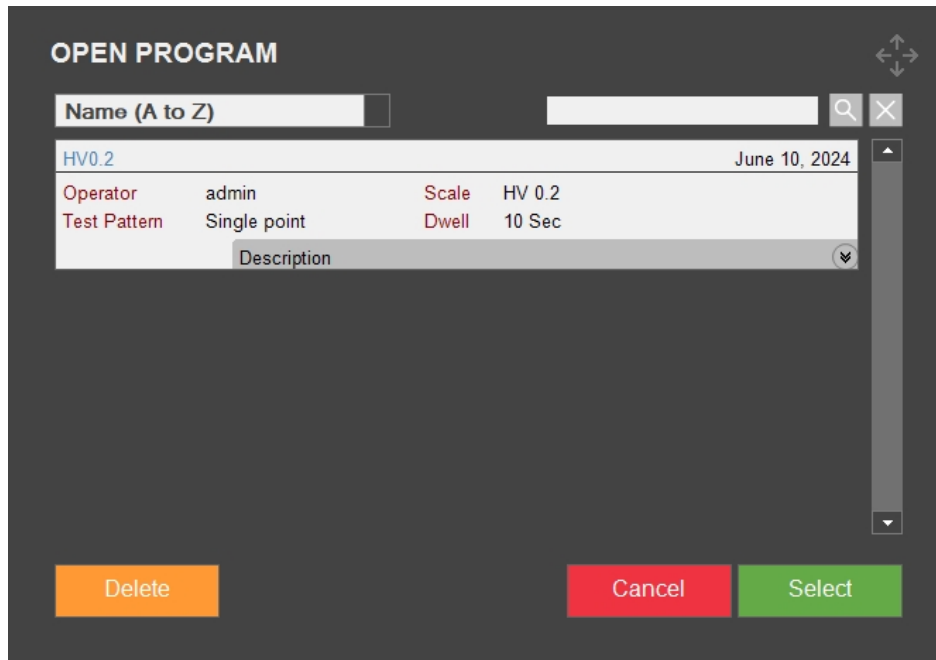 OPEN PROGRAM
Name (A to Z)
HV0.2 June 10, 2024
Operator admin Scale HV 0.2
Test Pattern Single point Dwell 10 Sec
Description
Delete Cancel Select